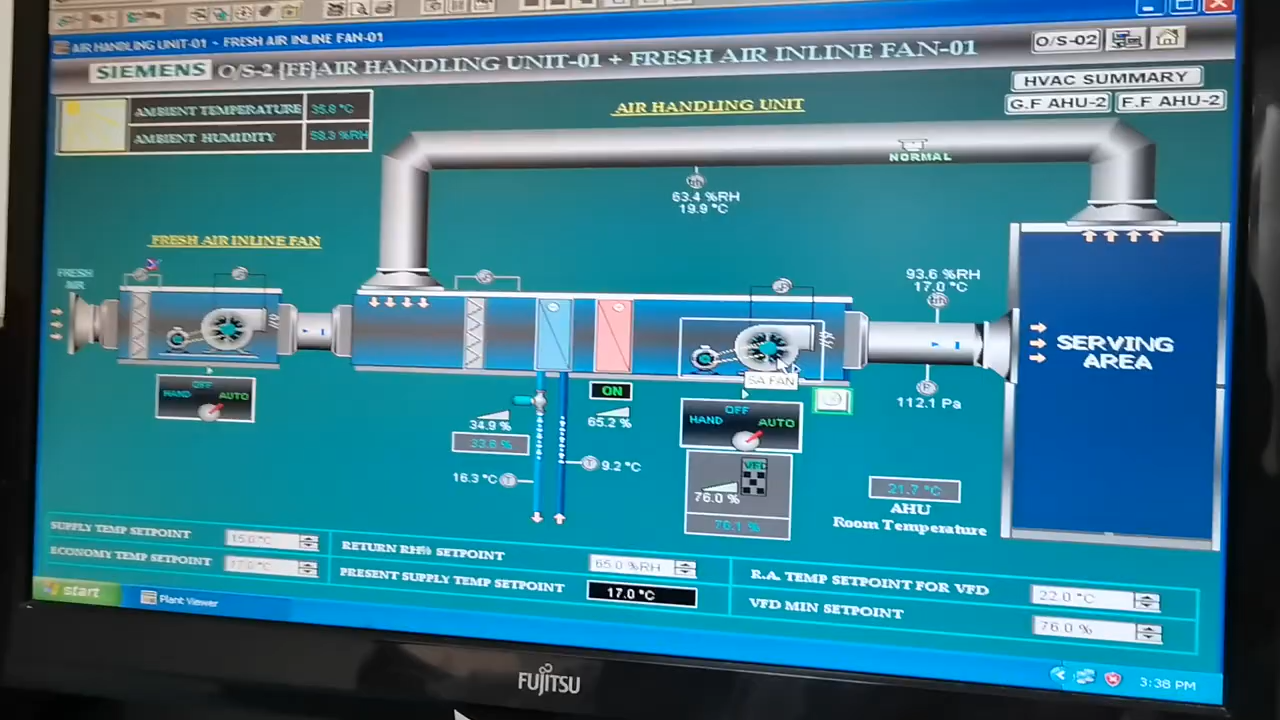 AIR HANDLING UNIT-01 ~ FRESH AIR INLINE FAN-01
SIEMENS O/S-2 {FF}AIR HANDLING UNIT-01 + FRESH AIR INLINE FAN-01
O/S-02
HVAC SUMMARY
G.F AHU-2 F.F AHU-2
AMBIENT TEMPERATURE 35.8 °C
AMBIENT HUMIDITY 58.3 %RH
AIR HANDLING UNIT
NORMAL
63.4 %RH
19.9 °C
FRESH AIR INLINE FAN
FRESH
AIR
93.6 %RH
17.0 °C
SERVING
AREA
SA FAN
OFF
HAND AUTO
ON
34.9 %
65.2 %
33.6 %
OFF
HAND AUTO
112.1 Pa
16.3 °C
9.2 °C
VFD
76.0 %
76.1 %
21.7 °C
AHU
Room Temperature
SUPPLY TEMP SETPOINT 15.0 °C
ECONOMY TEMP SETPOINT 17.0 °C
RETURN RH% SETPOINT 65.0 %RH
PRESENT SUPPLY TEMP SETPOINT 17.0 °C
R.A. TEMP SETPOINT FOR VFD 22.0 °C
VFD MIN SETPOINT 76.0 %
start
Plant Viewer
3:38 PM
FUJITSU